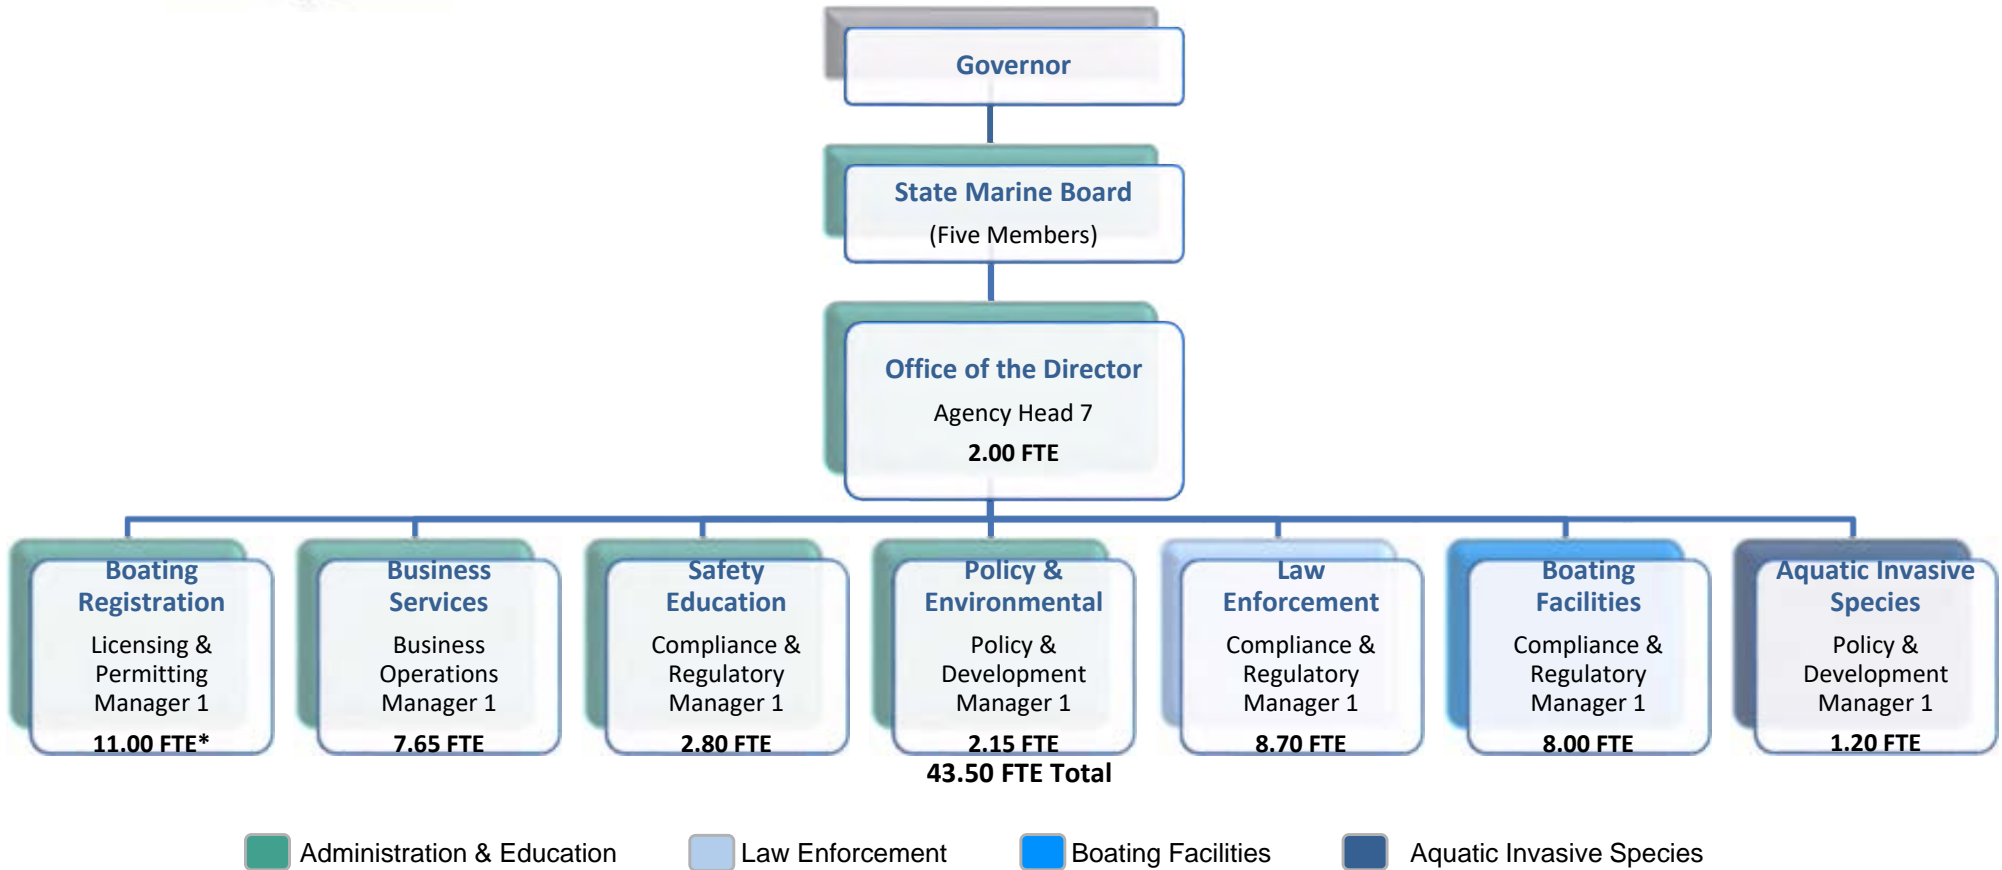 Governor
State Marine Board
(Five Members)
Office of the Director
Agency Head 7
2.00 FTE
Boating
Registration
Licensing &
Permitting
Manager 1
11.00 FTE*
Business
Services
Business
Operations
Manager 1
7.65 FTE
Safety
Education
Compliance &
Regulatory
Manager 1
2.80 FTE
Policy &
Environmental
Policy &
Development
Manager 1
2.15 FTE
Law
Enforcement
Compliance &
Regulatory
Manager 1
8.70 FTE
Boating
Facilities
Compliance &
Regulatory
Manager 1
8.00 FTE
Aquatic Invasive
Species
Policy &
Development
Manager 1
1.20 FTE
43.50 FTE Total
Administration & Education
Law Enforcement
Boating Facilities
Aquatic Invasive Species